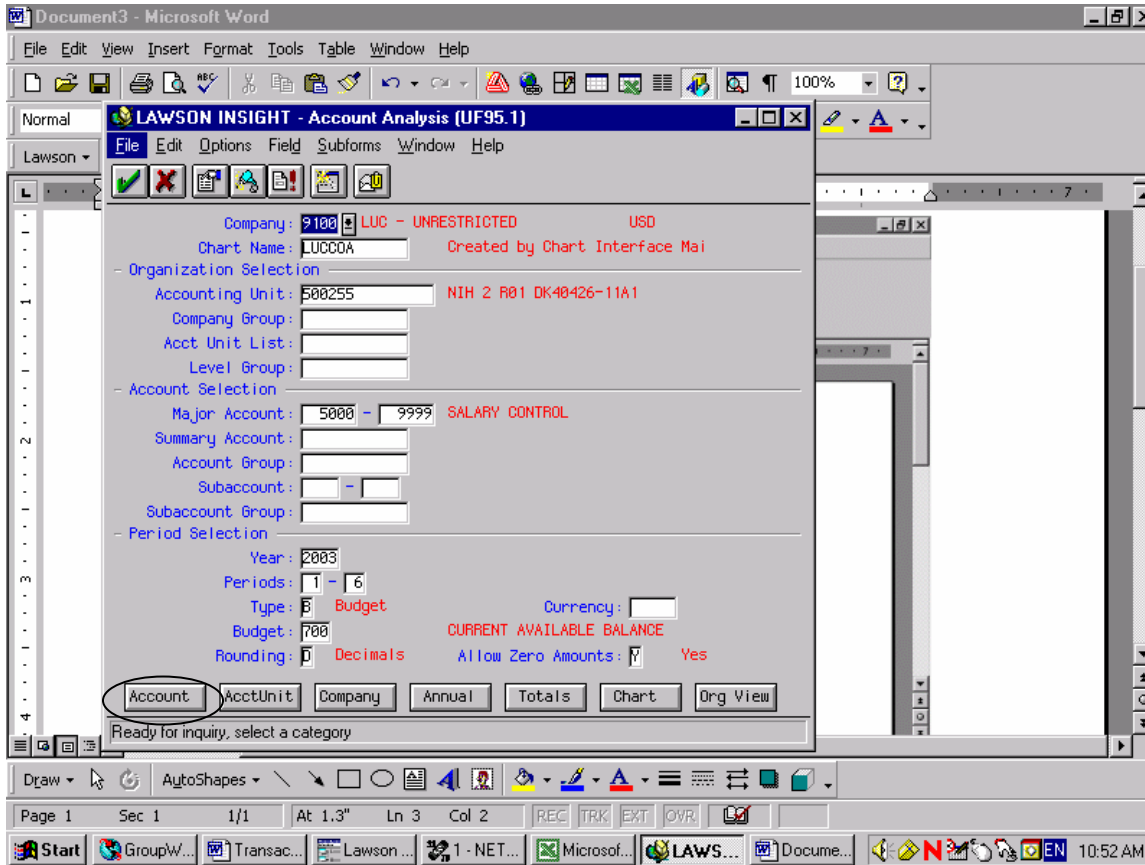 Document3 - Microsoft Word
File Edit View Insert Format Tools Table Window Help
100%
Normal
Lawson
LAWSON INSIGHT - Account Analysis (UF95.1)
File Edit Options Field Subforms Window Help
Company: 9100 LUC - UNRESTRICTED USD
Chart Name: LUCCOA Created by Chart Interface Mai
Organization Selection
Accounting Unit: 500255 NIH 2 R01 DK40426-11A1
Company Group:
Acct Unit List:
Level Group:
Account Selection
Major Account: 5000 - 9999 SALARY CONTROL
Summary Account:
Account Group:
Subaccount: -
Subaccount Group:
Period Selection
Year: 2003
Periods: 1 - 6
Type: B Budget Currency:
Budget: 700 CURRENT AVAILABLE BALANCE
Rounding: D Decimals Allow Zero Amounts: Y Yes
Account AcctUnit Company Annual Totals Chart Org View
Ready for inquiry, select a category
Draw AutoShapes
Page 1 Sec 1 1/1 At 1.3" Ln 3 Col 2 REC TRK EXT OVR
Start GroupW... Transac... Lawson ... 1 - NET... Microsof... LAWS... Docume... EN 10:52 AM